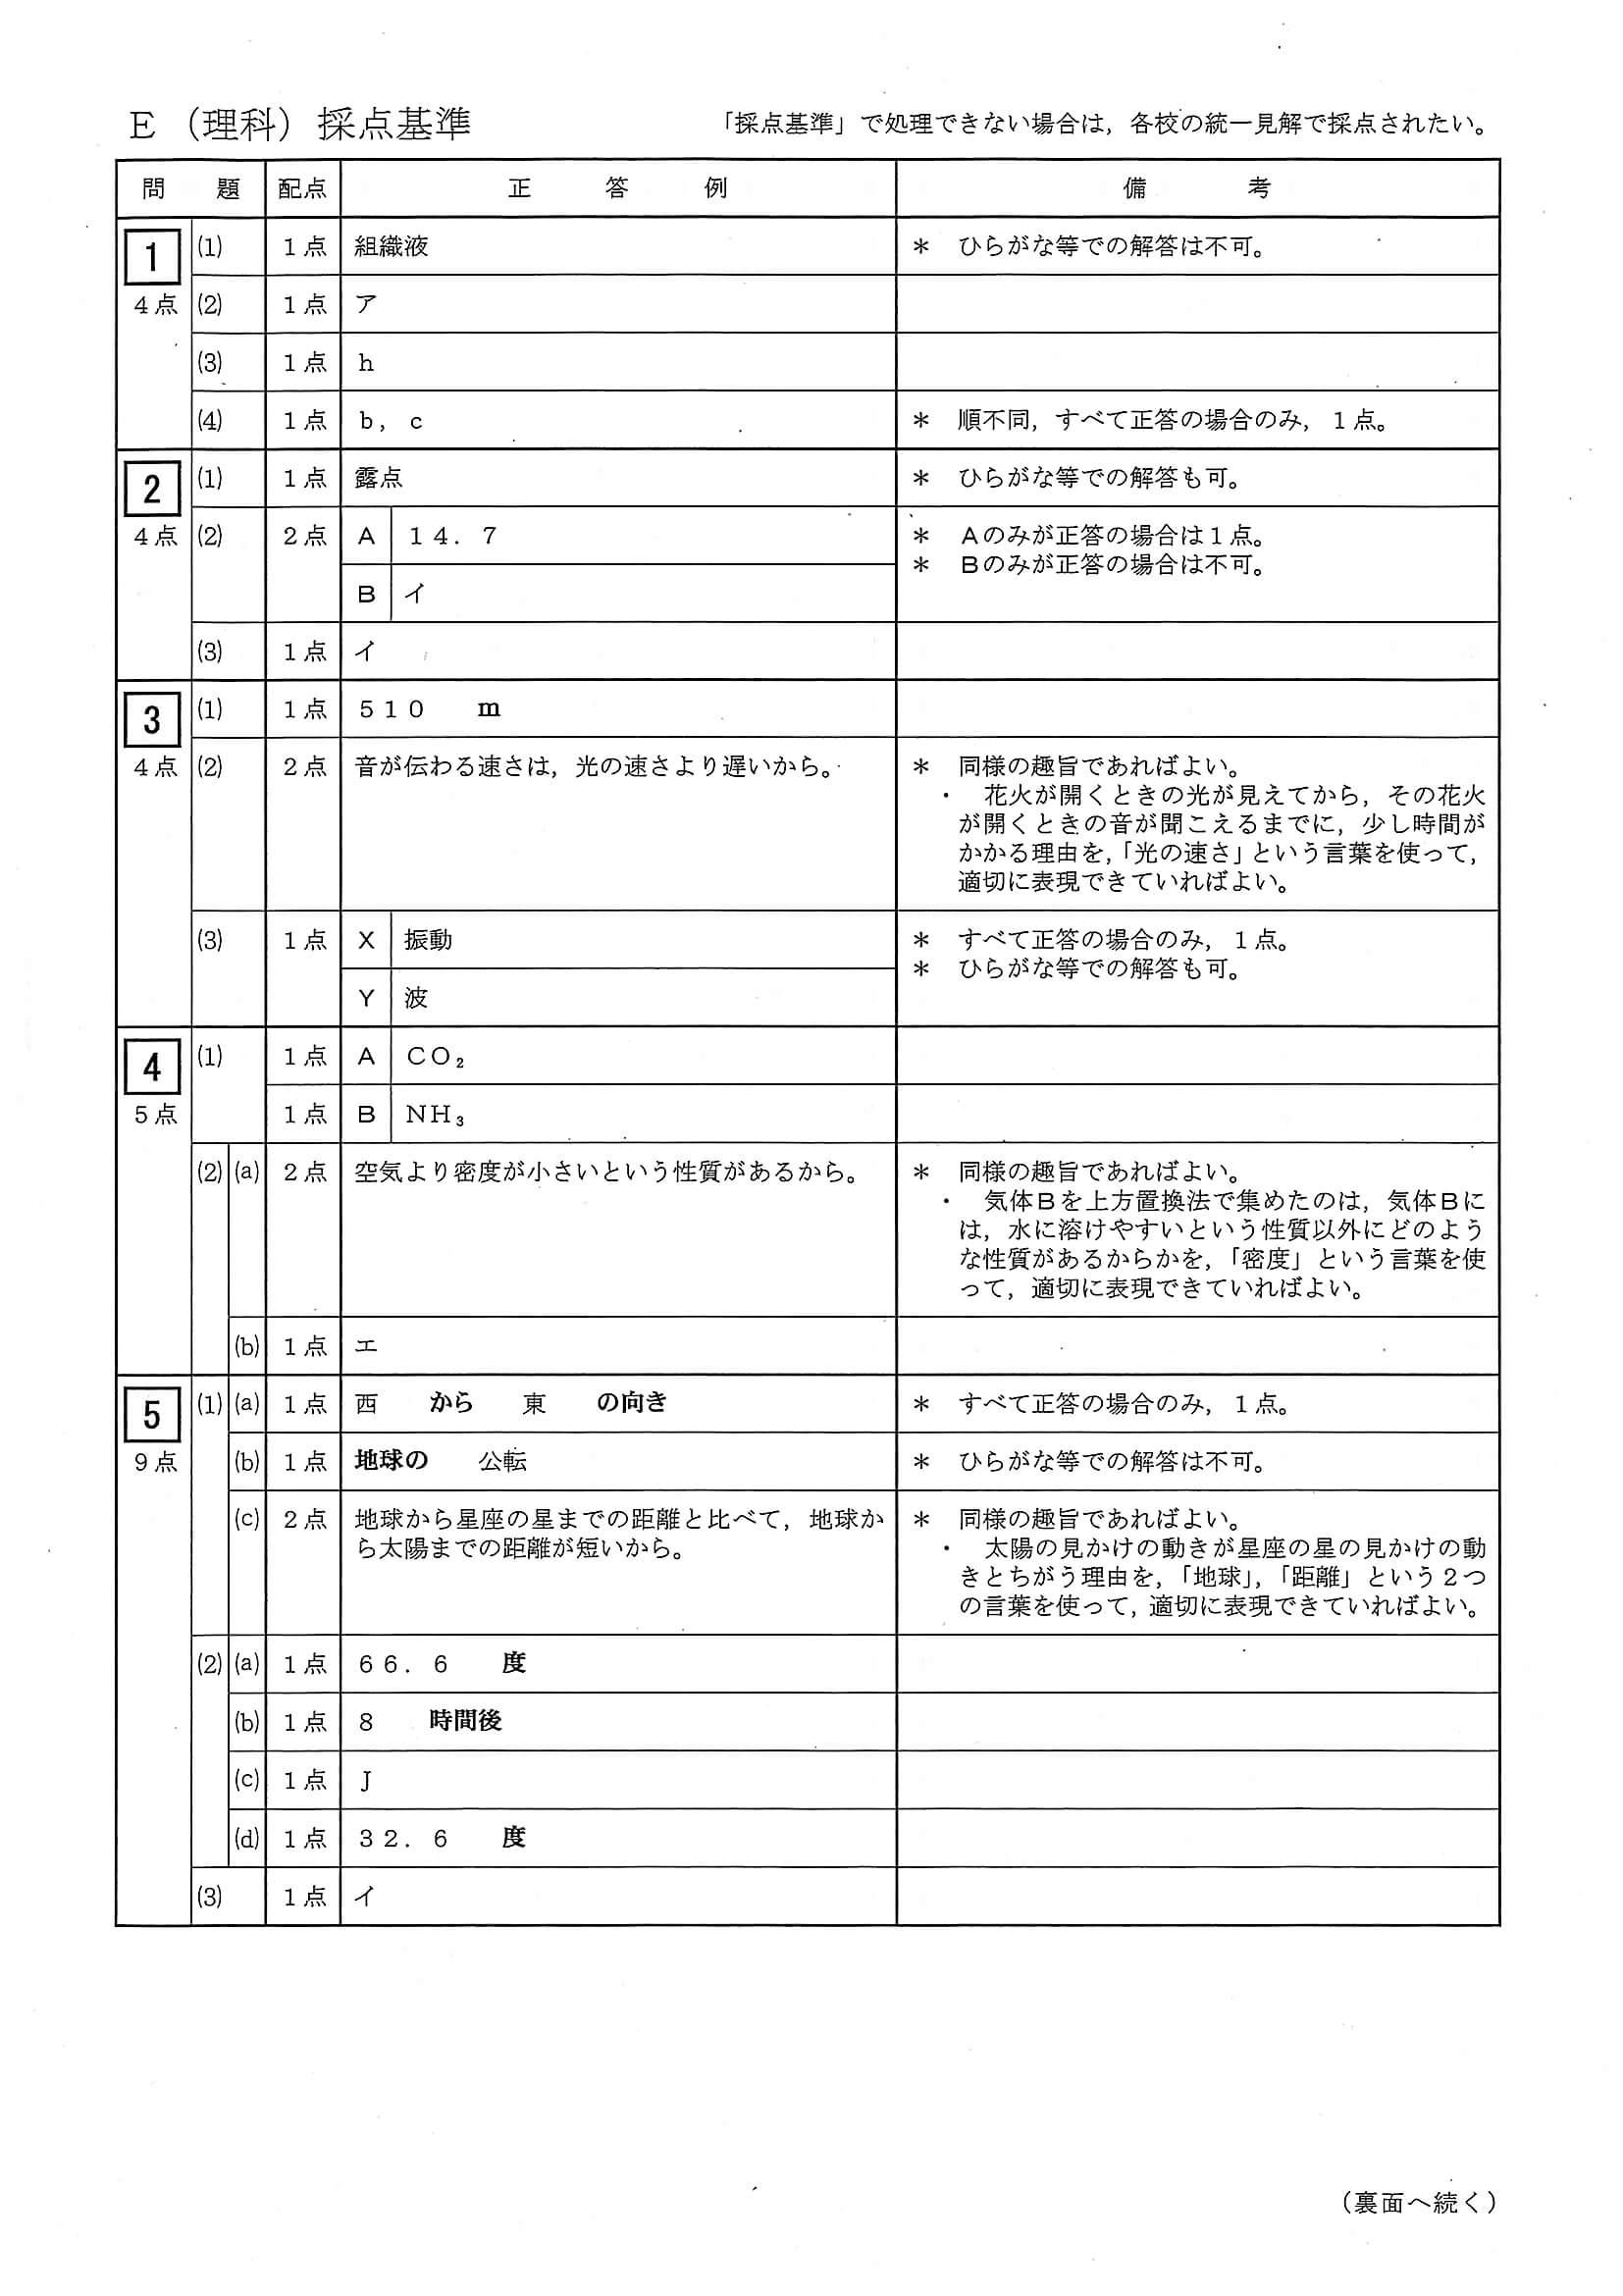 E（理科）採点基準
「採点基準」で処理できない場合は，各校の統一見解で採点されたい。
問　題　配点　正　答　例　備　考
1　(1)　1点　組織液　＊　ひらがな等での解答は不可。
4点　(2)　1点　ア
(3)　1点　h
(4)　1点　b，c　＊　順不同，すべて正答の場合のみ，1点。
2　(1)　1点　露点　＊　ひらがな等での解答も可。
4点　(2)　2点　A　14．7　＊　Aのみが正答の場合は1点。
＊　Bのみが正答の場合は不可。
B　イ
(3)　1点　イ
3　(1)　1点　510　m
4点　(2)　2点　音が伝わる速さは，光の速さより遅いから。　＊　同様の趣旨であればよい。
・　花火が開くときの光が見えてから，その花火
が開くときの音が聞こえるまでに，少し時間が
かかる理由を，「光の速さ」という言葉を使って，
適切に表現できていればよい。
(3)　1点　X　振動　＊　すべて正答の場合のみ，1点。
＊　ひらがな等での解答も可。
Y　波
4　(1)　1点　A　CO₂
5点　1点　B　NH₃
(2)　(a)　2点　空気より密度が小さいという性質があるから。　＊　同様の趣旨であればよい。
・　気体Bを上方置換法で集めたのは，気体Bに
は，水に溶けやすいという性質以外にどのよう
な性質があるからかを，「密度」という言葉を使
って，適切に表現できていればよい。
(b)　1点　エ
5　(1)　(a)　1点　西　から　東　の向き　＊　すべて正答の場合のみ，1点。
9点　(b)　1点　地球の　公転　＊　ひらがな等での解答は不可。
(c)　2点　地球から星座の星までの距離と比べて，地球か　＊　同様の趣旨であればよい。
ら太陽までの距離が短いから。　・　太陽の見かけの動きが星座の星の見かけの動
きとちがう理由を，「地球」，「距離」という2つ
の言葉を使って，適切に表現できていればよい。
(2)　(a)　1点　66．6　度
(b)　1点　8　時間後
(c)　1点　J
(d)　1点　32．6　度
(3)　1点　イ
（裏面へ続く）